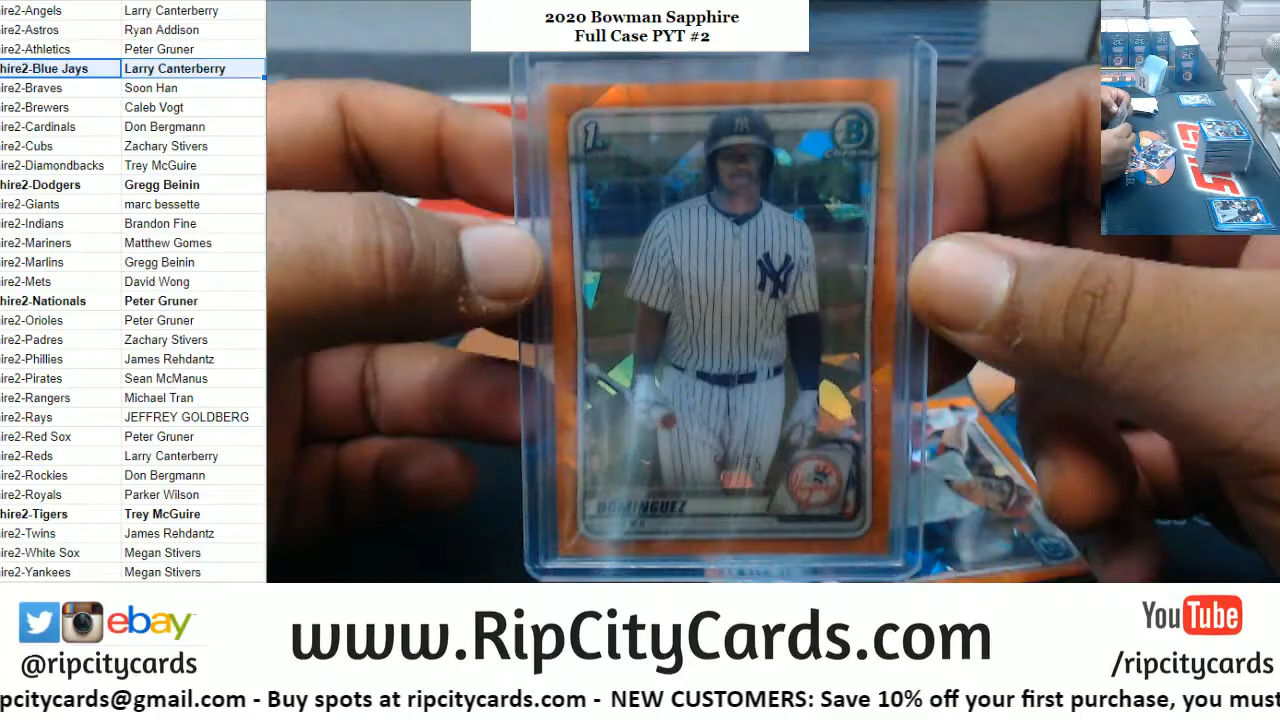 2020 Bowman Sapphire
Full Case PYT #2
ire2-Angels Larry Canterberry
ire2-Astros Ryan Addison
ire2-Athletics Peter Gruner
hire2-Blue Jays Larry Canterberry
ire2-Braves Soon Han
ire2-Brewers Caleb Vogt
ire2-Cardinals Don Bergmann
ire2-Cubs Zachary Stivers
ire2-Diamondbacks Trey McGuire
hire2-Dodgers Gregg Beinin
ire2-Giants marc bessette
ire2-Indians Brandon Fine
ire2-Mariners Matthew Gomes
ire2-Marlins Gregg Beinin
ire2-Mets David Wong
hire2-Nationals Peter Gruner
ire2-Orioles Peter Gruner
ire2-Padres Zachary Stivers
ire2-Phillies James Rehdantz
ire2-Pirates Sean McManus
ire2-Rangers Michael Tran
ire2-Rays JEFFREY GOLDBERG
ire2-Red Sox Peter Gruner
ire2-Reds Larry Canterberry
ire2-Rockies Don Bergmann
ire2-Royals Parker Wilson
hire2-Tigers Trey McGuire
ire2-Twins James Rehdantz
ire2-White Sox Megan Stivers
ire2-Yankees Megan Stivers
1st
B
Chrome
NY
NY
DOMINGUEZ
ebay
@ripcitycards
www.RipCityCards.com
YouTube
/ripcitycards
pcitycards@gmail.com - Buy spots at ripcitycards.com - NEW CUSTOMERS: Save 10% off your first purchase, you must